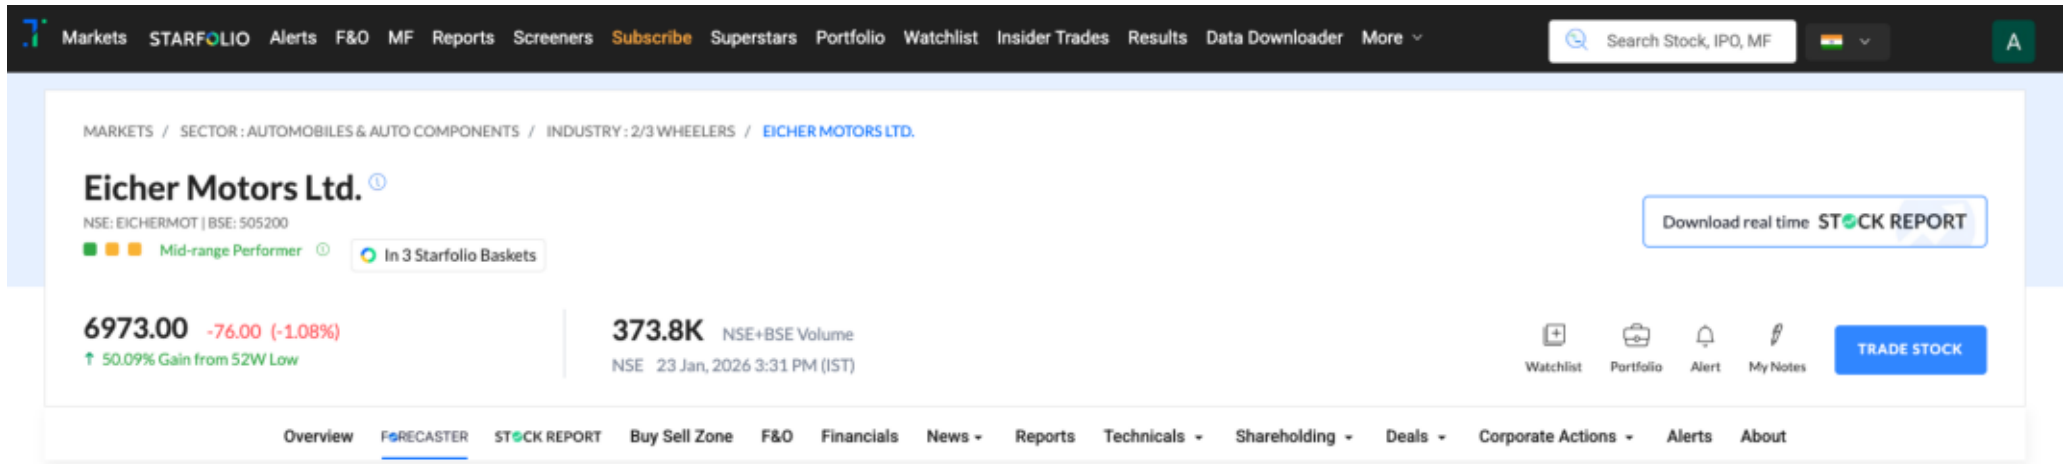 Markets STARFOLIO Alerts F&O MF Reports Screeners Subscribe Superstars Portfolio Watchlist Insider Trades Results Data Downloader More Search Stock, IPO, MF A
MARKETS / SECTOR : AUTOMOBILES & AUTO COMPONENTS / INDUSTRY : 2/3 WHEELERS / EICHER MOTORS LTD.
Eicher Motors Ltd.
NSE: EICHERMOT | BSE: 505200
Mid-range Performer In 3 Starfolio Baskets
Download real time STOCK REPORT
6973.00 -76.00 (-1.08%)
↑ 50.09% Gain from 52W Low
373.8K NSE+BSE Volume
NSE 23 Jan, 2026 3:31 PM (IST)
Watchlist Portfolio Alert My Notes TRADE STOCK
Overview FORECASTER STOCK REPORT Buy Sell Zone F&O Financials News Reports Technicals Shareholding Deals Corporate Actions Alerts About